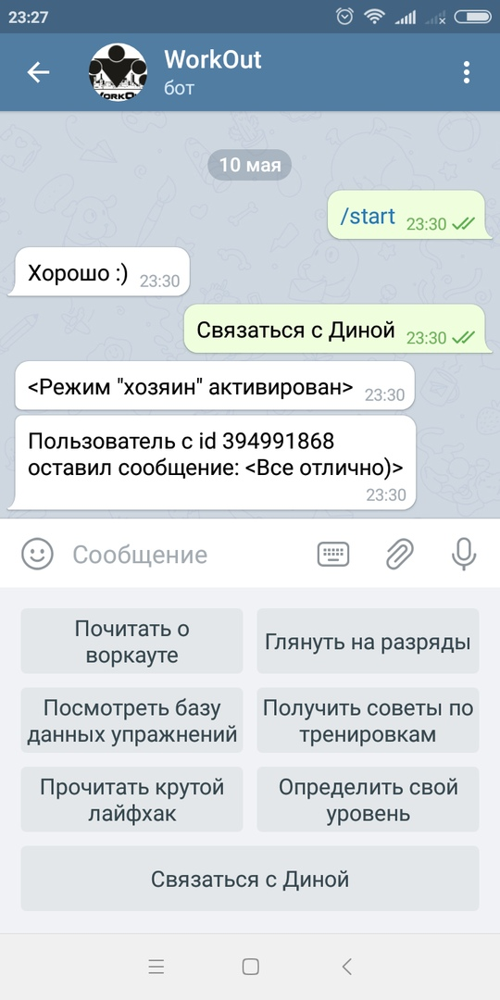 23:27
WorkOut
бот
10 мая
/start 23:30
Хорошо :) 23:30
Связаться с Диной 23:30
<Режим "хозяин" активирован> 23:30
Пользователь с id 394991868
оставил сообщение: <Все отлично)>
23:30
Сообщение
Почитать о
воркауте
Глянуть на разряды
Посмотреть базу
данных упражнений
Получить советы по
тренировкам
Прочитать крутой
лайфхак
Определить свой
уровень
Связаться с Диной